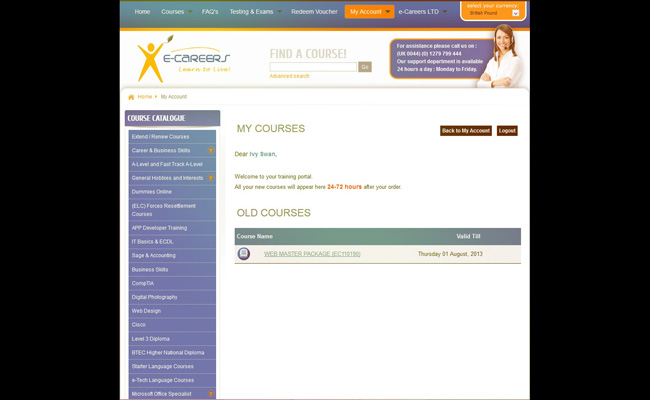 Home Courses FAQ's Testing & Exams Redeem Voucher My Account e-Careers LTD
select your currency:
British Pound
E-CAREERS
Learn to Live!
FIND A COURSE!
Go
Advanced search
For assistance please call us on :
(UK 0044) (0) 1279 799 444
Our support department is available
24 hours a day : Monday to Friday.
Home My Account
COURSE CATALOGUE
Extend / Renew Courses
Career & Business Skills
A-Level and Fast Track A-Level
General Hobbies and Interests
Dummies Online
(ELC) Forces Resettlement
Courses
APP Developer Training
IT Basics & ECDL
Sage & Accounting
Business Skills
CompTIA
Digital Photography
Web Design
Cisco
Level 3 Diploma
BTEC Higher National Diploma
Starter Language Courses
e-Tech Language Courses
Microsoft Office Specialist
MY COURSES
Back to My Account Logout
Dear Ivy Swan,
Welcome to your training portal.
All your new courses will appear here 24-72 hours after your order.
OLD COURSES
Course Name Valid Till
WEB MASTER PACKAGE (EC110190) Thursday 01 August, 2013